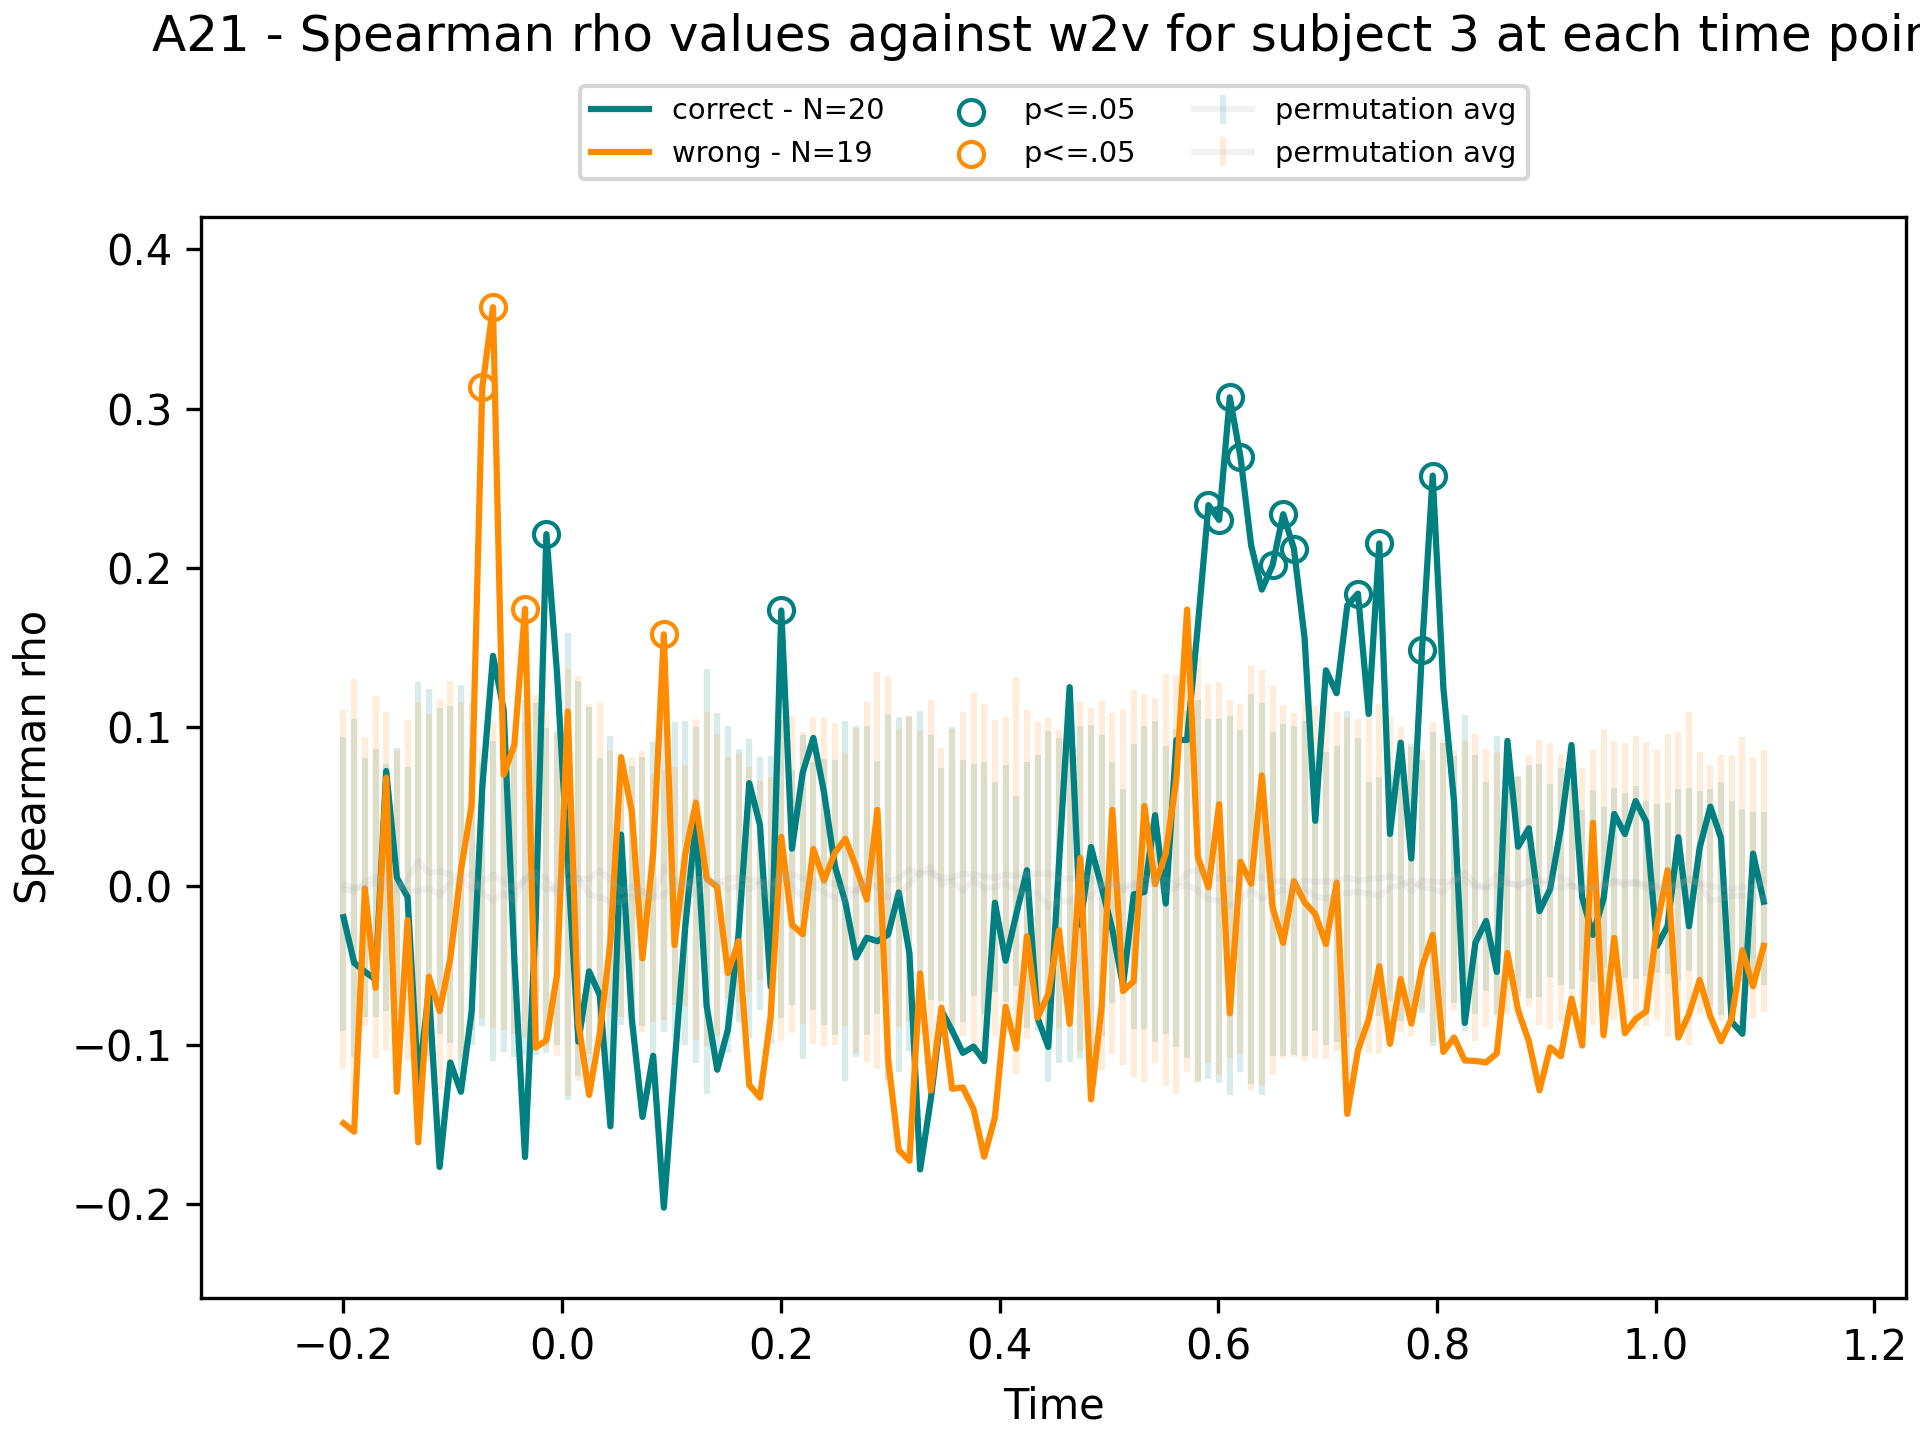 A21 - Spearman rho values against w2v for subject 3 at each time poi
correct - N=20
wrong - N=19
p<=.05
p<=.05
permutation avg
permutation avg
0.4
0.3
0.2
0.1
0.0
−0.1
−0.2
Spearman rho
−0.2 0.0 0.2 0.4 0.6 0.8 1.0 1.2
Time